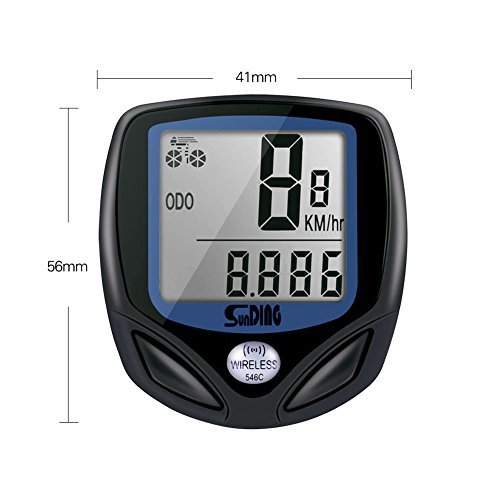 41mm
56mm
ODO
8 8
KM/hr
8.886
SunDING
WIRELESS
546C